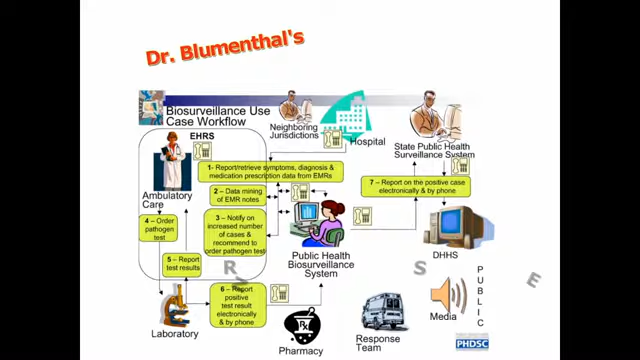 Dr. Blumenthal's
Biosurveillance Use
Case Workflow
EHRS
Neighboring
Jurisdictions
Hospital
State Public Health
Surveillance System
1- Report/retrieve symptoms, diagnosis &
medication prescription data from EMRs
7 – Report on the positive case
electronically & by phone
2 – Data mining
of EMR notes
Ambulatory
Care
3 – Notify on
increased number
of cases &
recommend to
order pathogen test
4 – Order
pathogen
test
Public Health
Biosurveillance
System
DHHS
5 – Report
test results
R
S
E
PUBLIC
6 – Report
positive
test result
electronically
& by phone
Laboratory
Pharmacy
Rx
Response
Team
Media
PHDSC